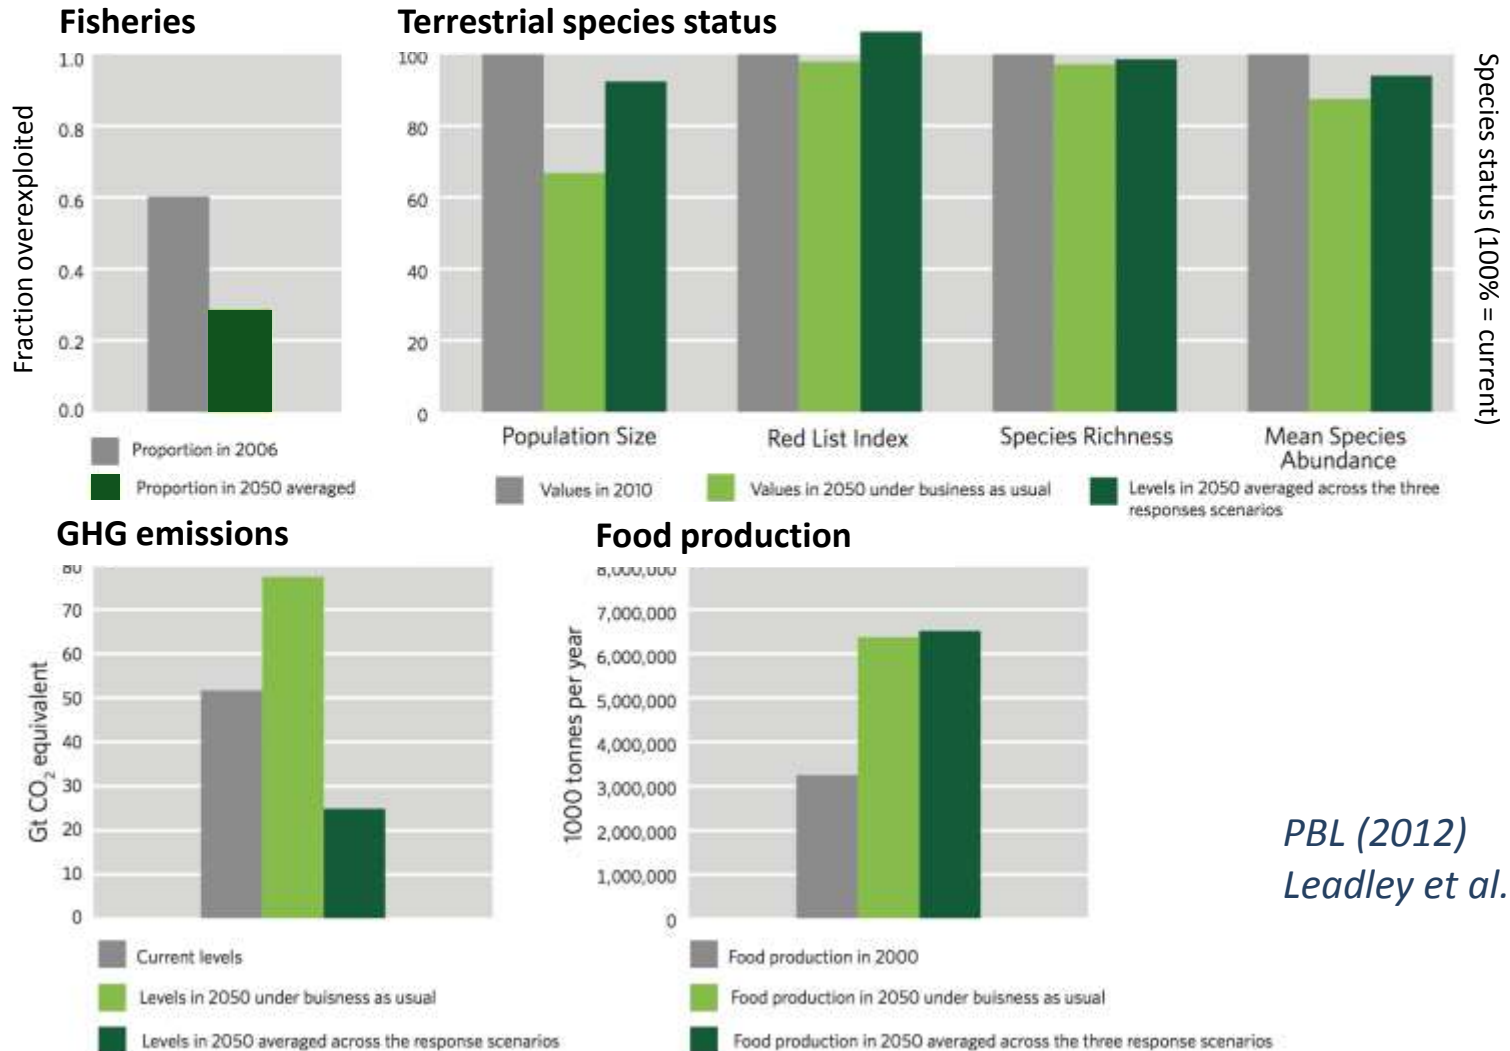 Fisheries
Fraction overexploited
1.0
0.8
0.6
0.4
0.2
0.0
Proportion in 2006
Proportion in 2050 averaged
Terrestrial species status
100
80
60
40
20
0
Population Size
Red List Index
Species Richness
Mean Species
Abundance
Species status (100% = current)
Values in 2010
Values in 2050 under business as usual
Levels in 2050 averaged across the three
responses scenarios
GHG emissions
Gt CO₂ equivalent
80
70
60
50
40
30
20
10
0
Current levels
Levels in 2050 under buisness as usual
Levels in 2050 averaged across the response scenarios
Food production
1000 tonnes per year
8,000,000
7,000,000
6,000,000
5,000,000
4,000,000
3,000,000
2,000,000
1,000,000
0
Food production in 2000
Food production in 2050 under buisness as usual
Food production in 2050 averaged across the three response scenarios
PBL (2012)
Leadley et al.